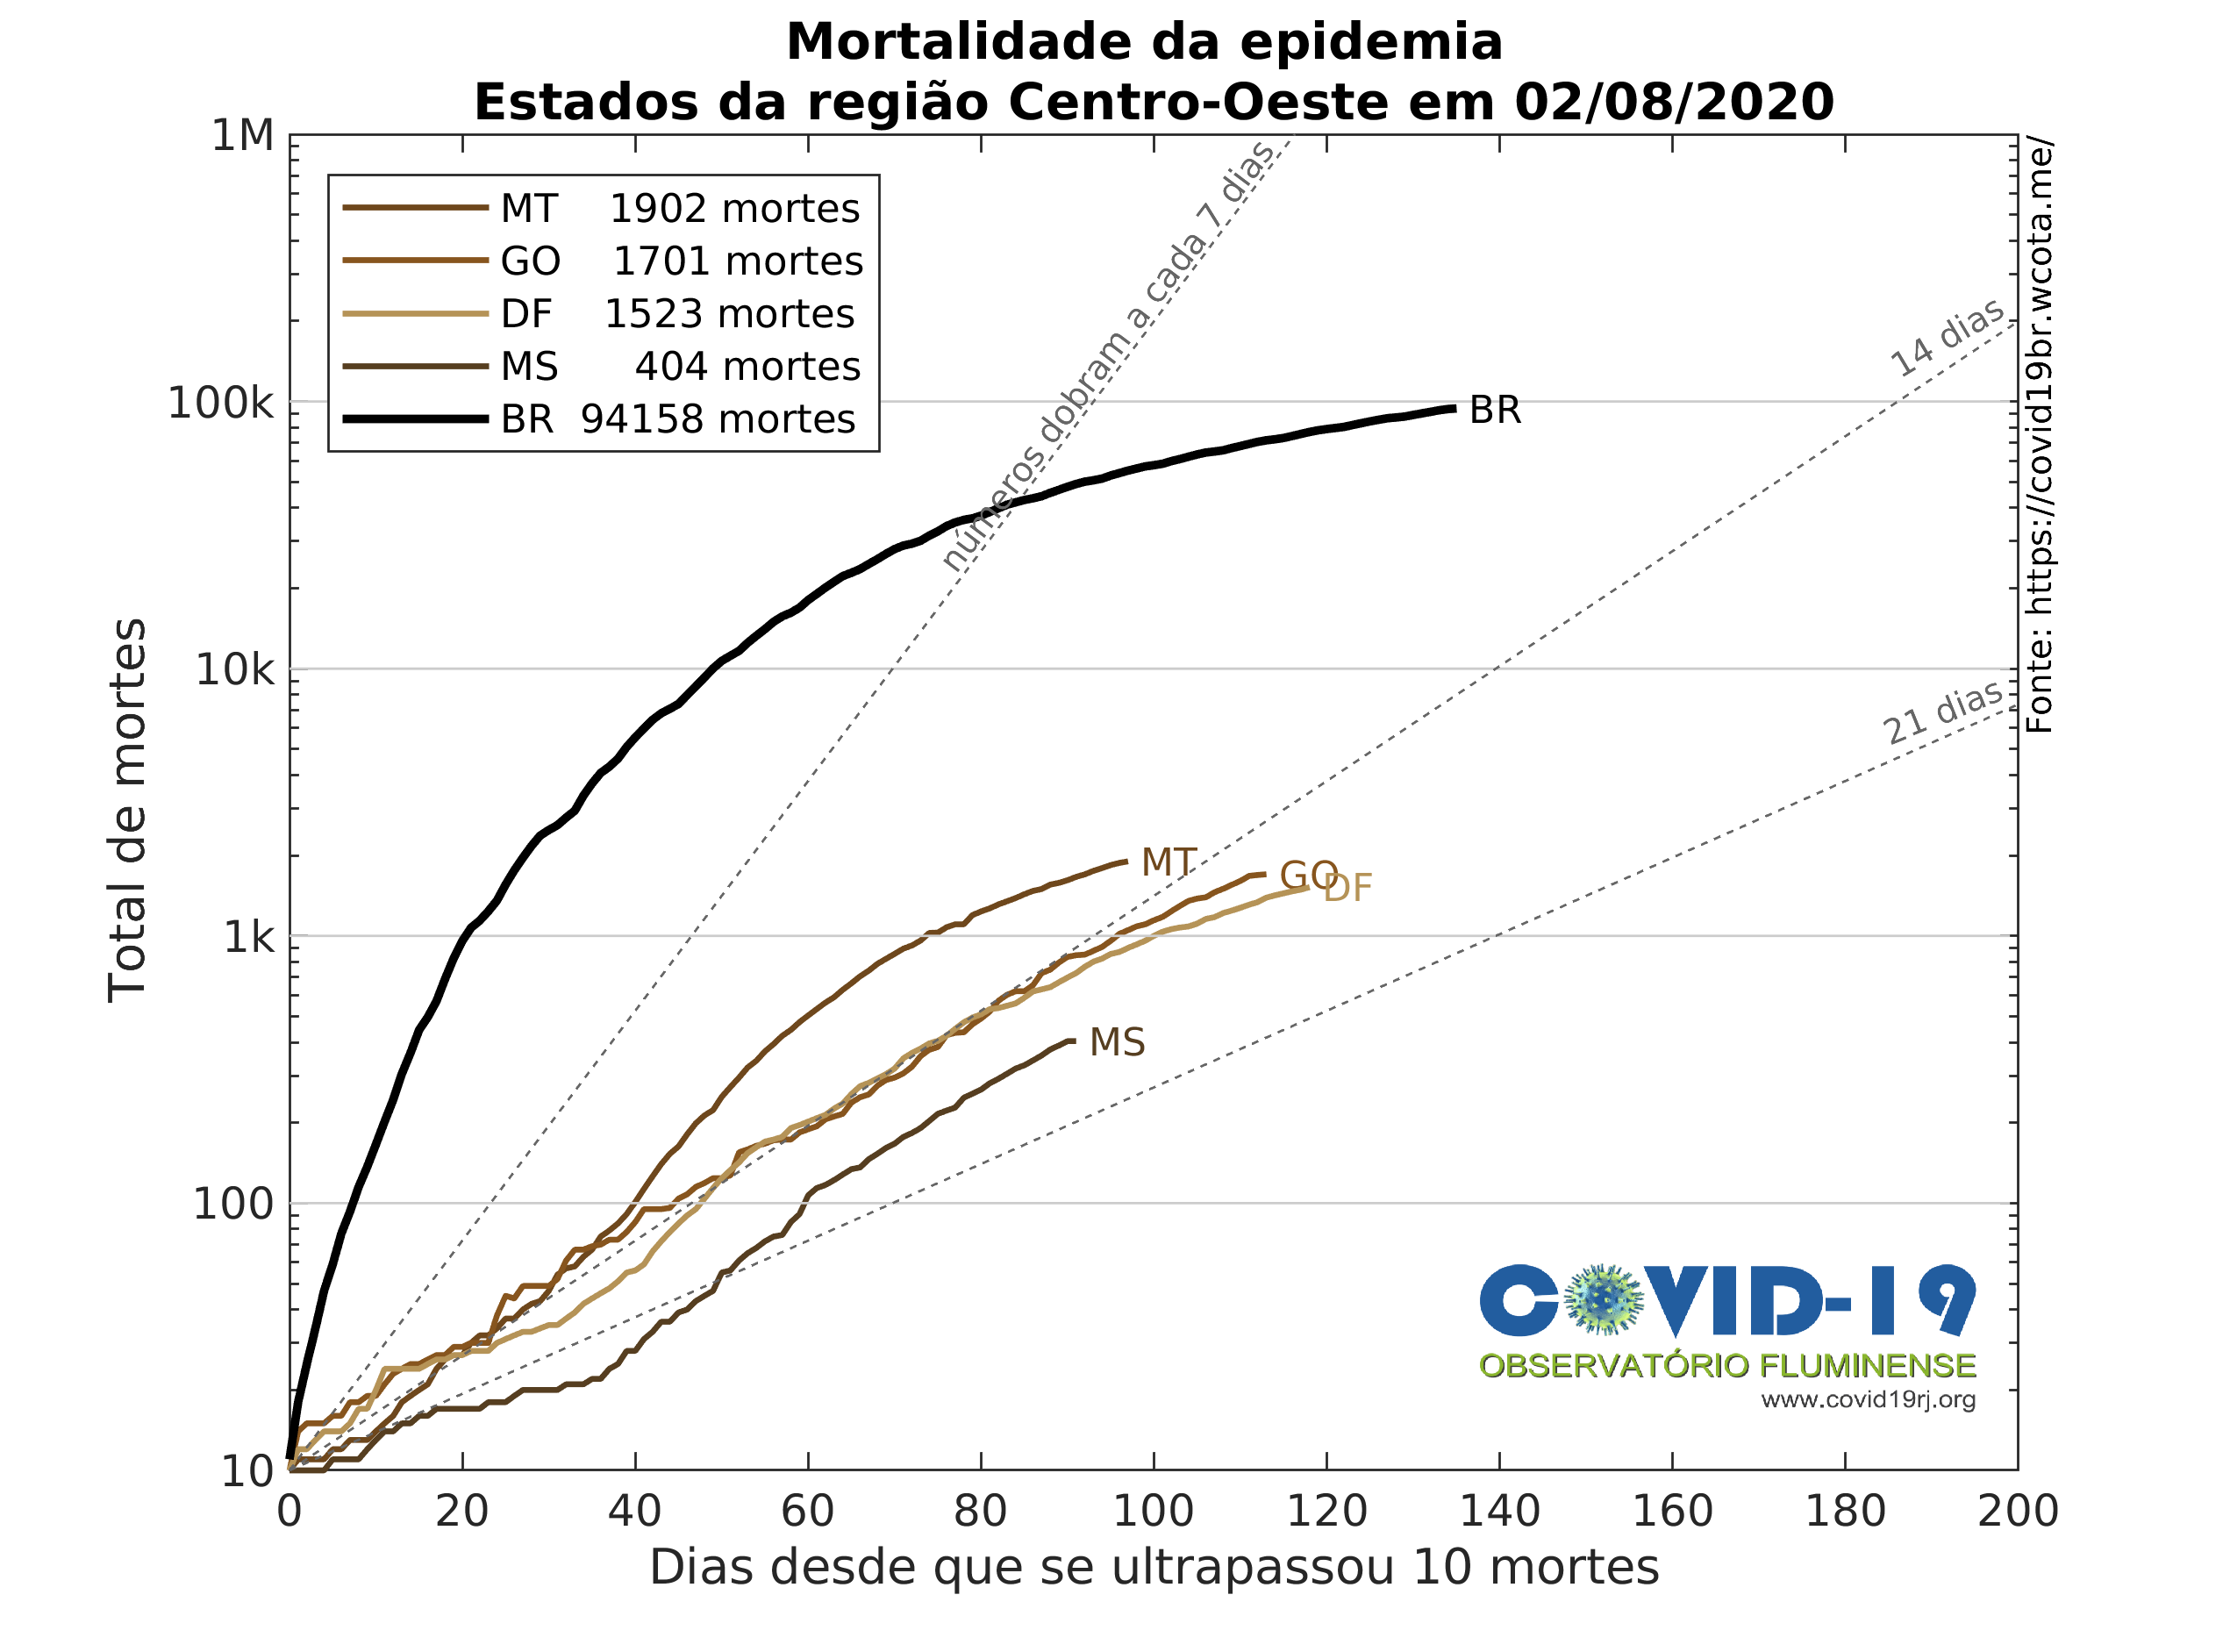 Mortalidade da epidemia
Estados da região Centro-Oeste em 02/08/2020
1M
100k
10k
1k
100
10
Total de mortes
MT 1902 mortes
GO 1701 mortes
DF 1523 mortes
MS 404 mortes
BR 94158 mortes
números dobram a cada 7 dias
14 dias
21 dias
BR
MT
GO
DF
MS
Fonte: https://covid19br.wcota.me/
COVID-19
OBSERVATÓRIO FLUMINENSE
www.covid19rj.org
0 20 40 60 80 100 120 140 160 180 200
Dias desde que se ultrapassou 10 mortes